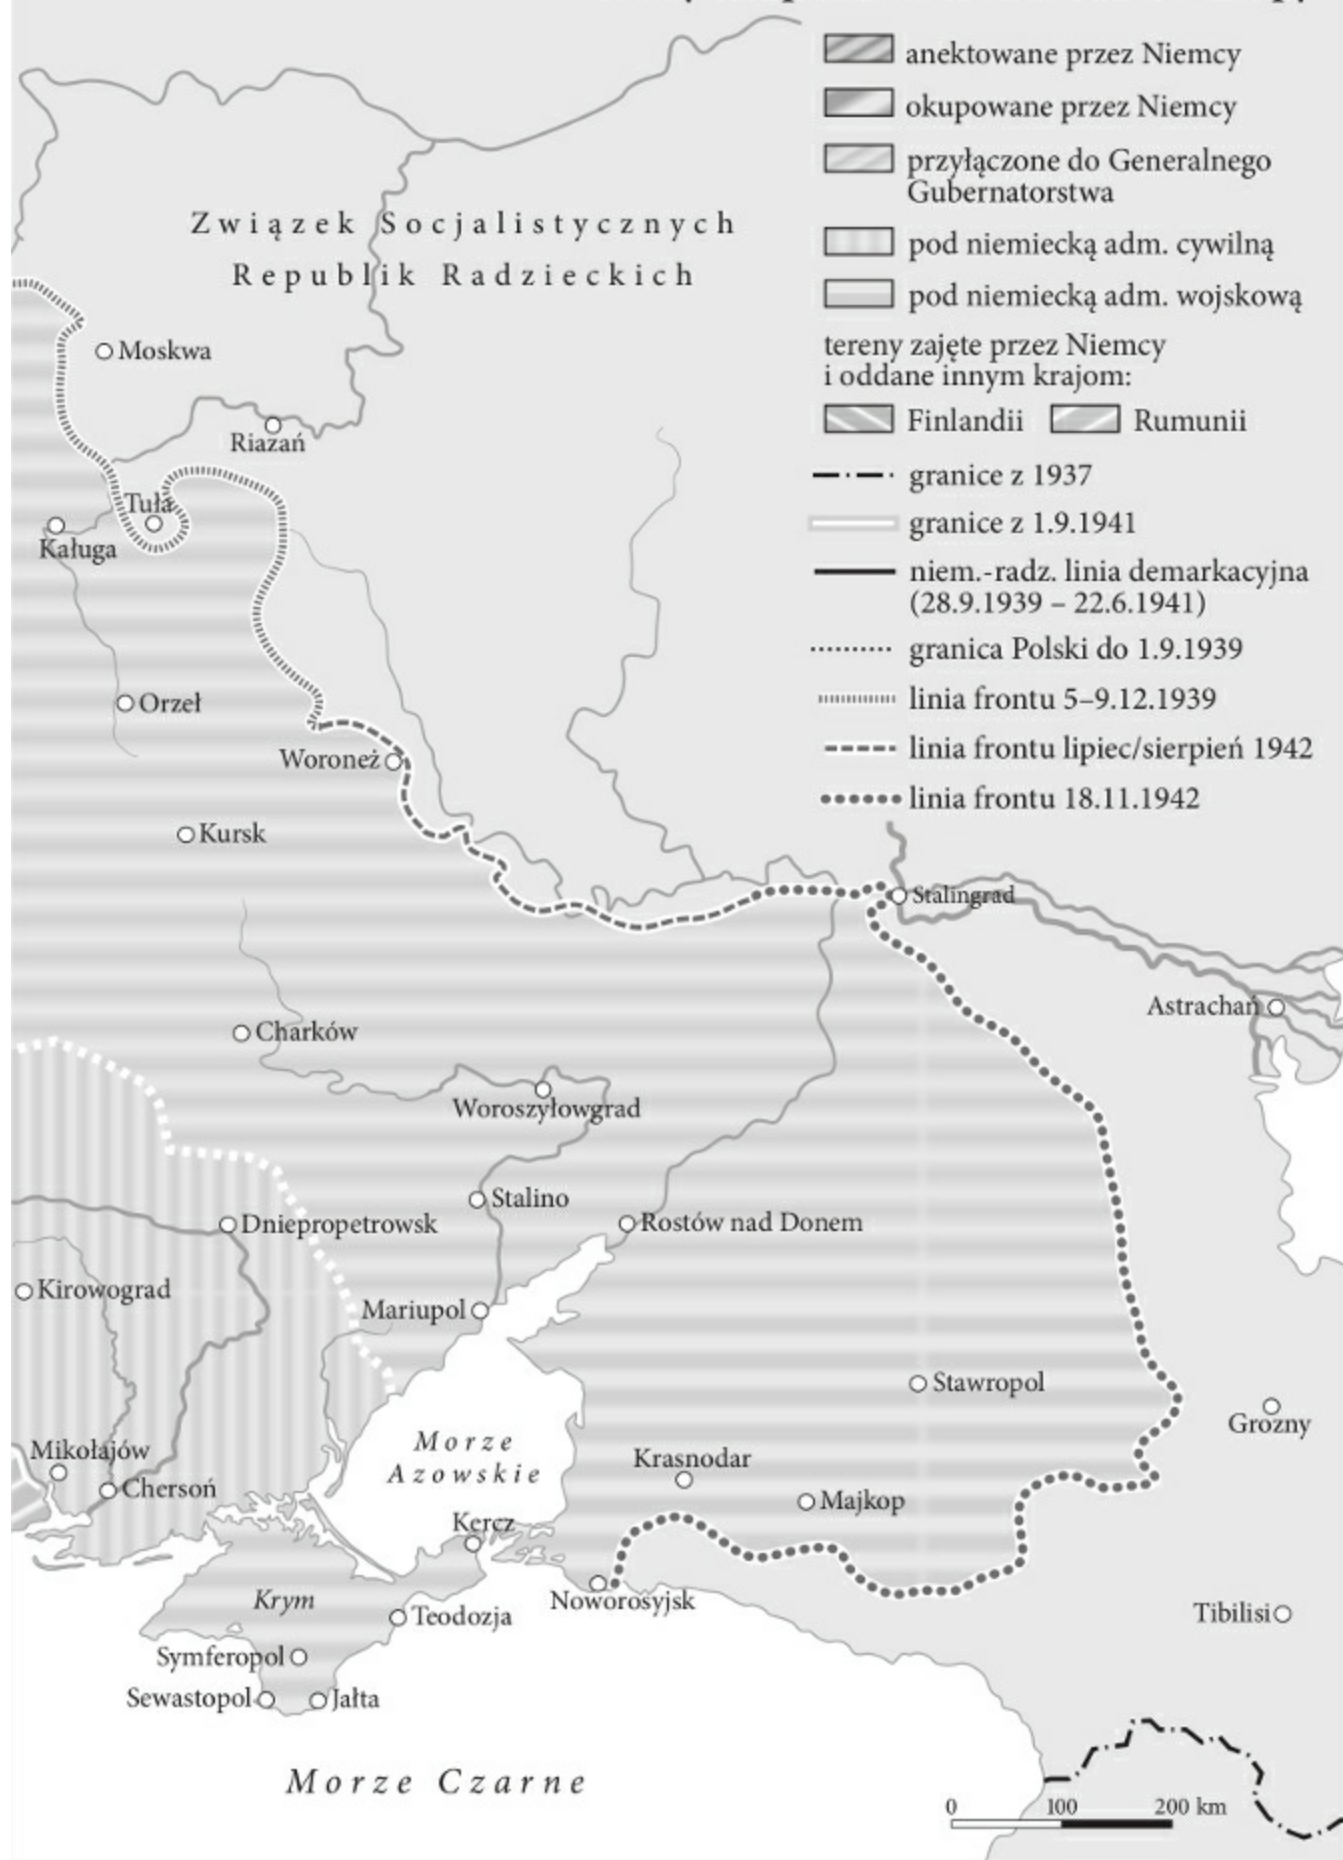 anektowane przez Niemcy
okupowane przez Niemcy
przyłączone do Generalnego
Gubernatorstwa
pod niemiecką adm. cywilną
pod niemiecką adm. wojskową
tereny zajęte przez Niemcy
i oddane innym krajom:
Finlandii
Rumunii
granice z 1937
granice z 1.9.1941
niem.-radz. linia demarkacyjna
(28.9.1939 – 22.6.1941)
granica Polski do 1.9.1939
linia frontu 5–9.12.1939
linia frontu lipiec/sierpień 1942
linia frontu 18.11.1942
Związek Socjalistycznych
Republik Radzieckich
Moskwa
Riazań
Tuła
Kaługa
Orzeł
Woroneż
Kursk
Stalingrad
Astrachań
Charków
Woroszyłowgrad
Stalino
Dniepropetrowsk
Rostów nad Donem
Kirowograd
Mariupol
Stawropol
Grozny
Morze
Azowskie
Mikołajów
Krasnodar
Chersoń
Majkop
Kercz
Krym
Noworosyjsk
Teodozja
Tibilisi
Symferopol
Sewastopol
Jałta
Morze Czarne
0 100 200 km